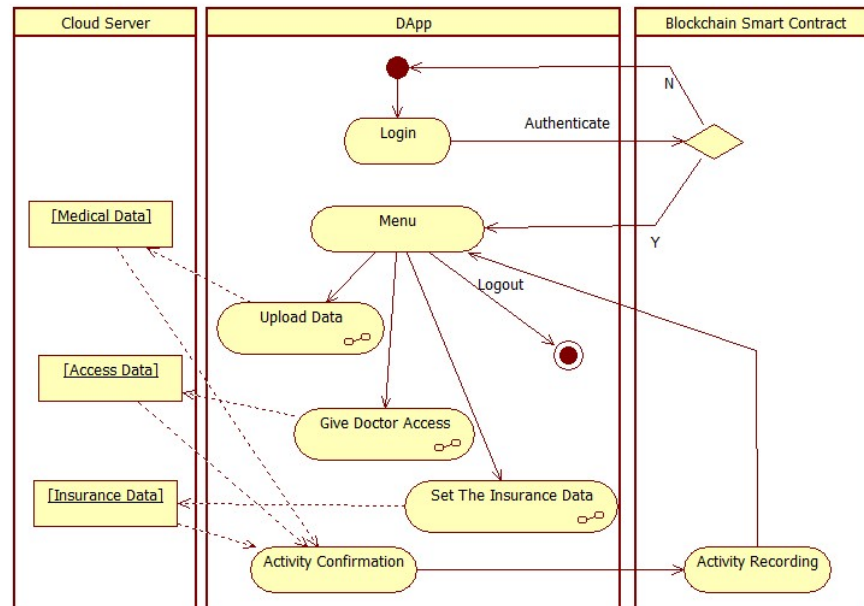 Cloud Server
DApp
Blockchain Smart Contract
N
Login
Authenticate
[Medical Data]
Menu
Y
Logout
Upload Data
[Access Data]
Give Doctor Access
[Insurance Data]
Set The Insurance Data
Activity Confirmation
Activity Recording